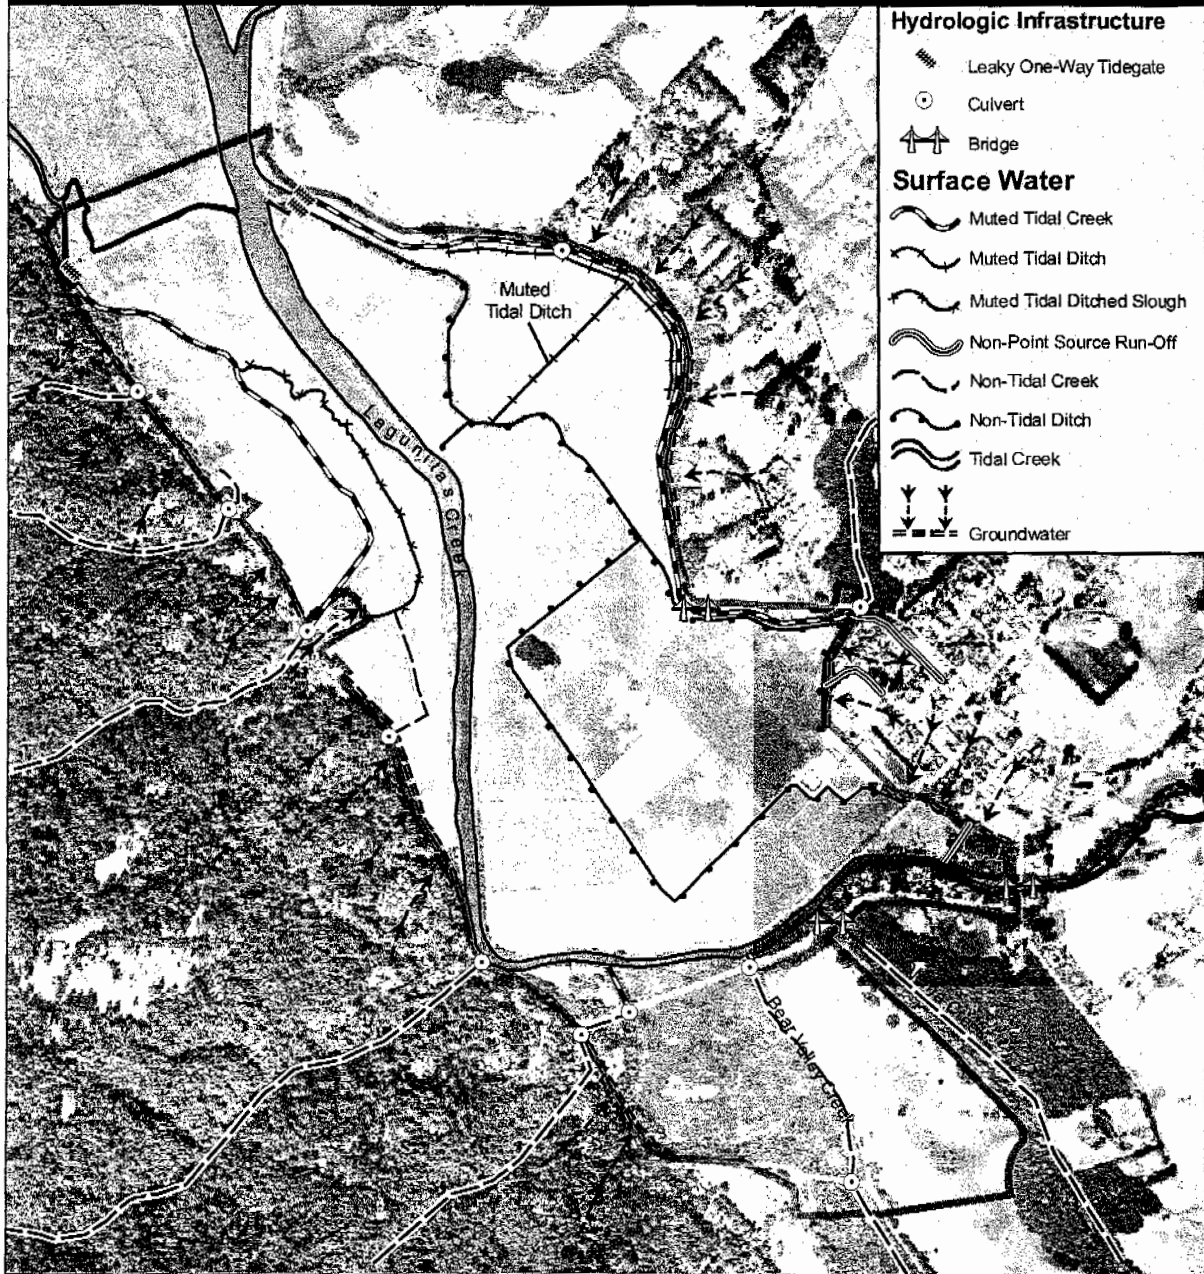 Hydrologic Infrastructure
Leaky One-Way Tidegate
Culvert
Bridge
Surface Water
Muted Tidal Creek
Muted Tidal Ditch
Muted Tidal Ditched Slough
Non-Point Source Run-Off
Non-Tidal Creek
Non-Tidal Ditch
Tidal Creek
Groundwater
Muted
Tidal Ditch
Lagunitas Creek
Bear Valley Creek